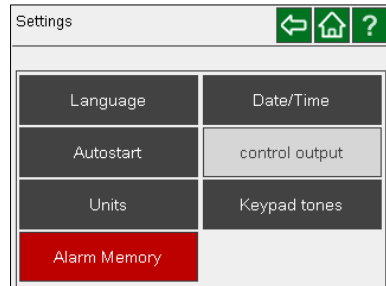 Settings
?
Language
Date/Time
Autostart
control output
Units
Keypad tones
Alarm Memory